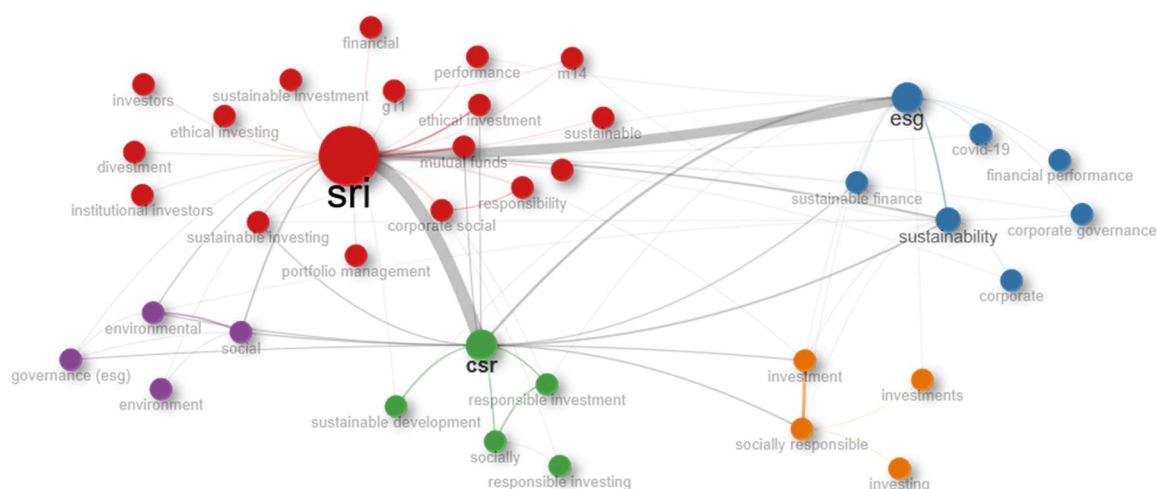 financial
performance
m14
investors
sustainable investment
g11
esg
ethical investment
ethical investing
sustainable
covid-19
divestment
mutual funds
financial performance
sri
sustainable finance
institutional investors
responsibility
corporate social
corporate governance
sustainable investing
sustainability
portfolio management
corporate
environmental
social
csr
governance (esg)
investment
environment
responsible investment
investments
sustainable development
socially
socially responsible
responsible investing
investing